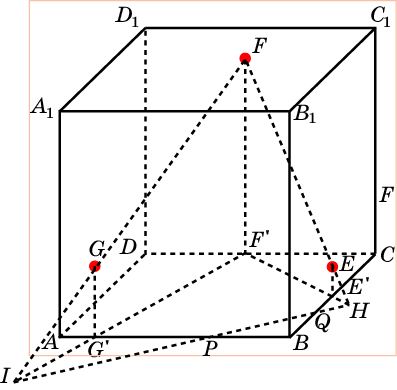 D₁ C₁
F
A₁ B₁
F
G D F' E C
E'
Q H
A G' P B
I